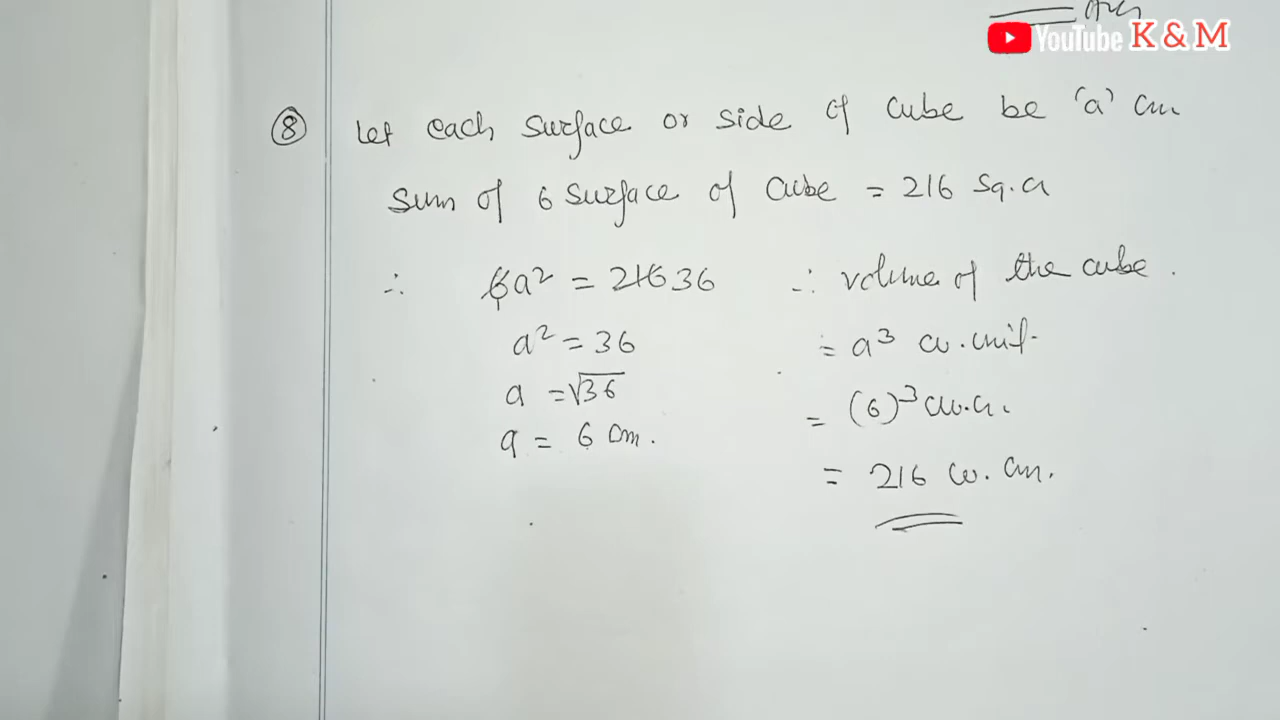 YouTube K & M
⑧ Let each surface or side of cube be 'a' cm
Sum of 6 surface of cube = 216 sq.
∴ 6a² = 216 36
a² = 36
a = √36
a = 6 cm.
∴ volume of the cube.
= a³ cu. unit.
= (6)³ cu.
= 216 cu. cm.